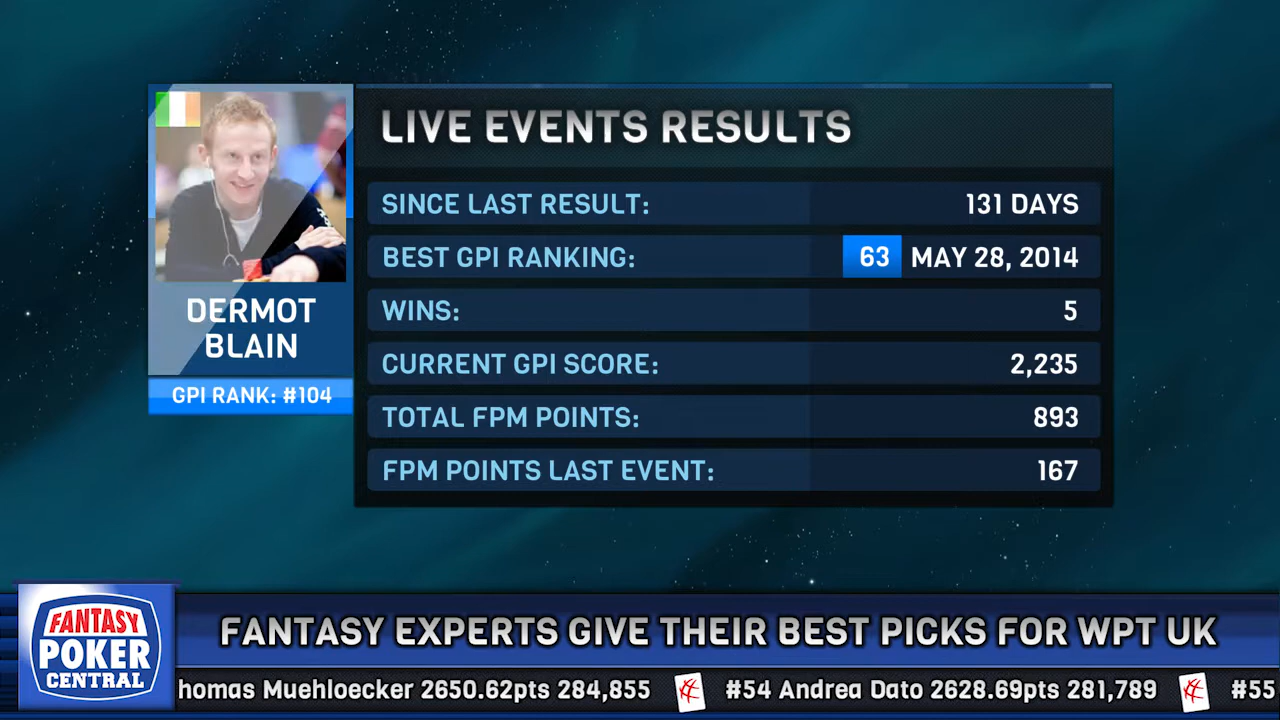 LIVE EVENTS RESULTS
SINCE LAST RESULT: 131 DAYS
BEST GPI RANKING: 63 MAY 28, 2014
WINS: 5
CURRENT GPI SCORE: 2,235
TOTAL FPM POINTS: 893
FPM POINTS LAST EVENT: 167
DERMOT
BLAIN
GPI RANK: #104
FANTASY
POKER
CENTRAL
FANTASY EXPERTS GIVE THEIR BEST PICKS FOR WPT UK
homas Muehloecker 2650.62pts 284,855 #54 Andrea Dato 2628.69pts 281,789 #55